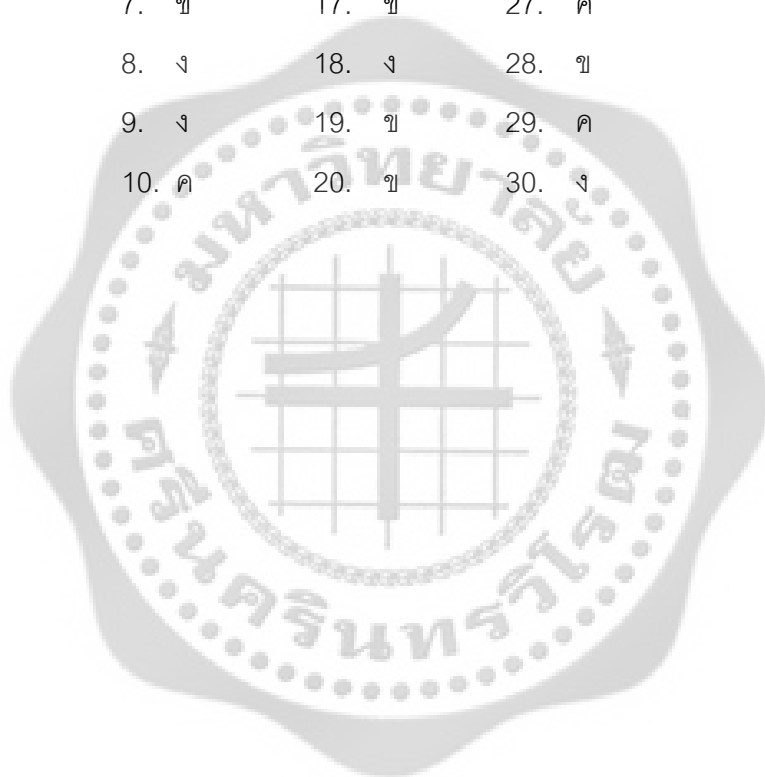 7. ข 17. ข 27. ค
8. ง 18. ง 28. ข
9. ง 19. ข 29. ค
10. ค 20. ข 30. ง
มหาวิทยาลัย
ศรีนครินทรวิโรฒ